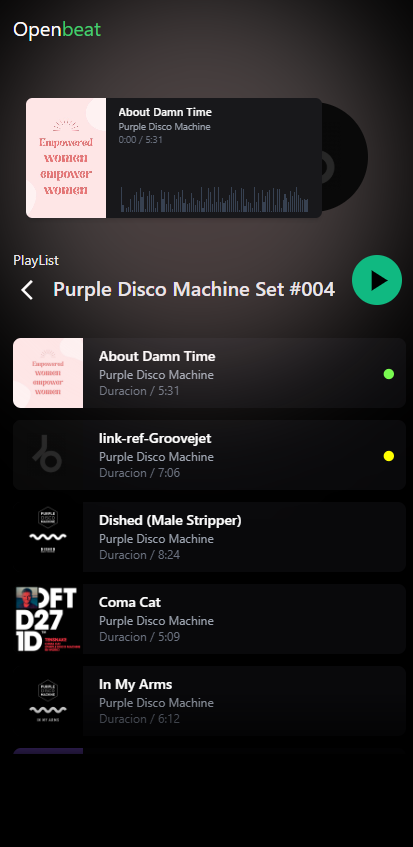 Openbeat
Empowered
women
empower
women
About Damn Time
Purple Disco Machine
0:00 / 5:31
PlayList
Purple Disco Machine Set #004
Empowered
women
empower
women
About Damn Time
Purple Disco Machine
Duracion / 5:31
link-ref-Groovejet
Purple Disco Machine
Duracion / 7:06
PURPLE
DISCO
MACHINE
DISHED
Dished (Male Stripper)
Purple Disco Machine
Duracion / 8:24
DFT
D27
1D
Coma Cat
Purple Disco Machine
Duracion / 5:09
PURPLE
DISCO
MACHINE
IN MY ARMS
In My Arms
Purple Disco Machine
Duracion / 6:12